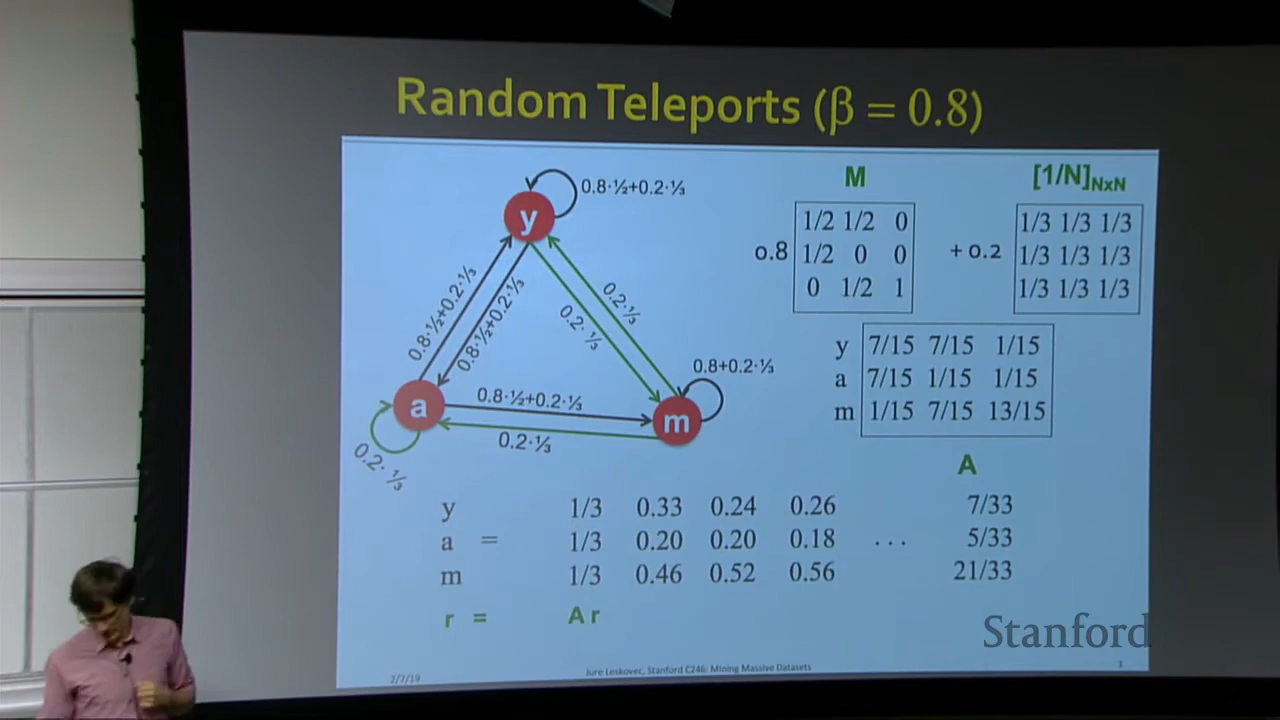 Random Teleports (β = 0.8)
y
0.8·½+0.2·⅓
0.8·½+0.2·⅓
0.8·½+0.2·⅓
0.2·⅓
0.2·⅓
a
0.8·½+0.2·⅓
0.2·⅓
m
0.8+0.2·⅓
0.2·⅓
M
0.8
1/2 1/2 0
1/2 0 0
0 1/2 1
[1/N]NxN
+ 0.2
1/3 1/3 1/3
1/3 1/3 1/3
1/3 1/3 1/3
y 7/15 7/15 1/15
a 7/15 1/15 1/15
m 1/15 7/15 13/15
A
y 1/3 0.33 0.24 0.26 7/33
a = 1/3 0.20 0.20 0.18 . . . 5/33
m 1/3 0.46 0.52 0.56 21/33
r = A r
Stanford
2/7/19
Jure Leskovec, Stanford C246: Mining Massive Datasets
3